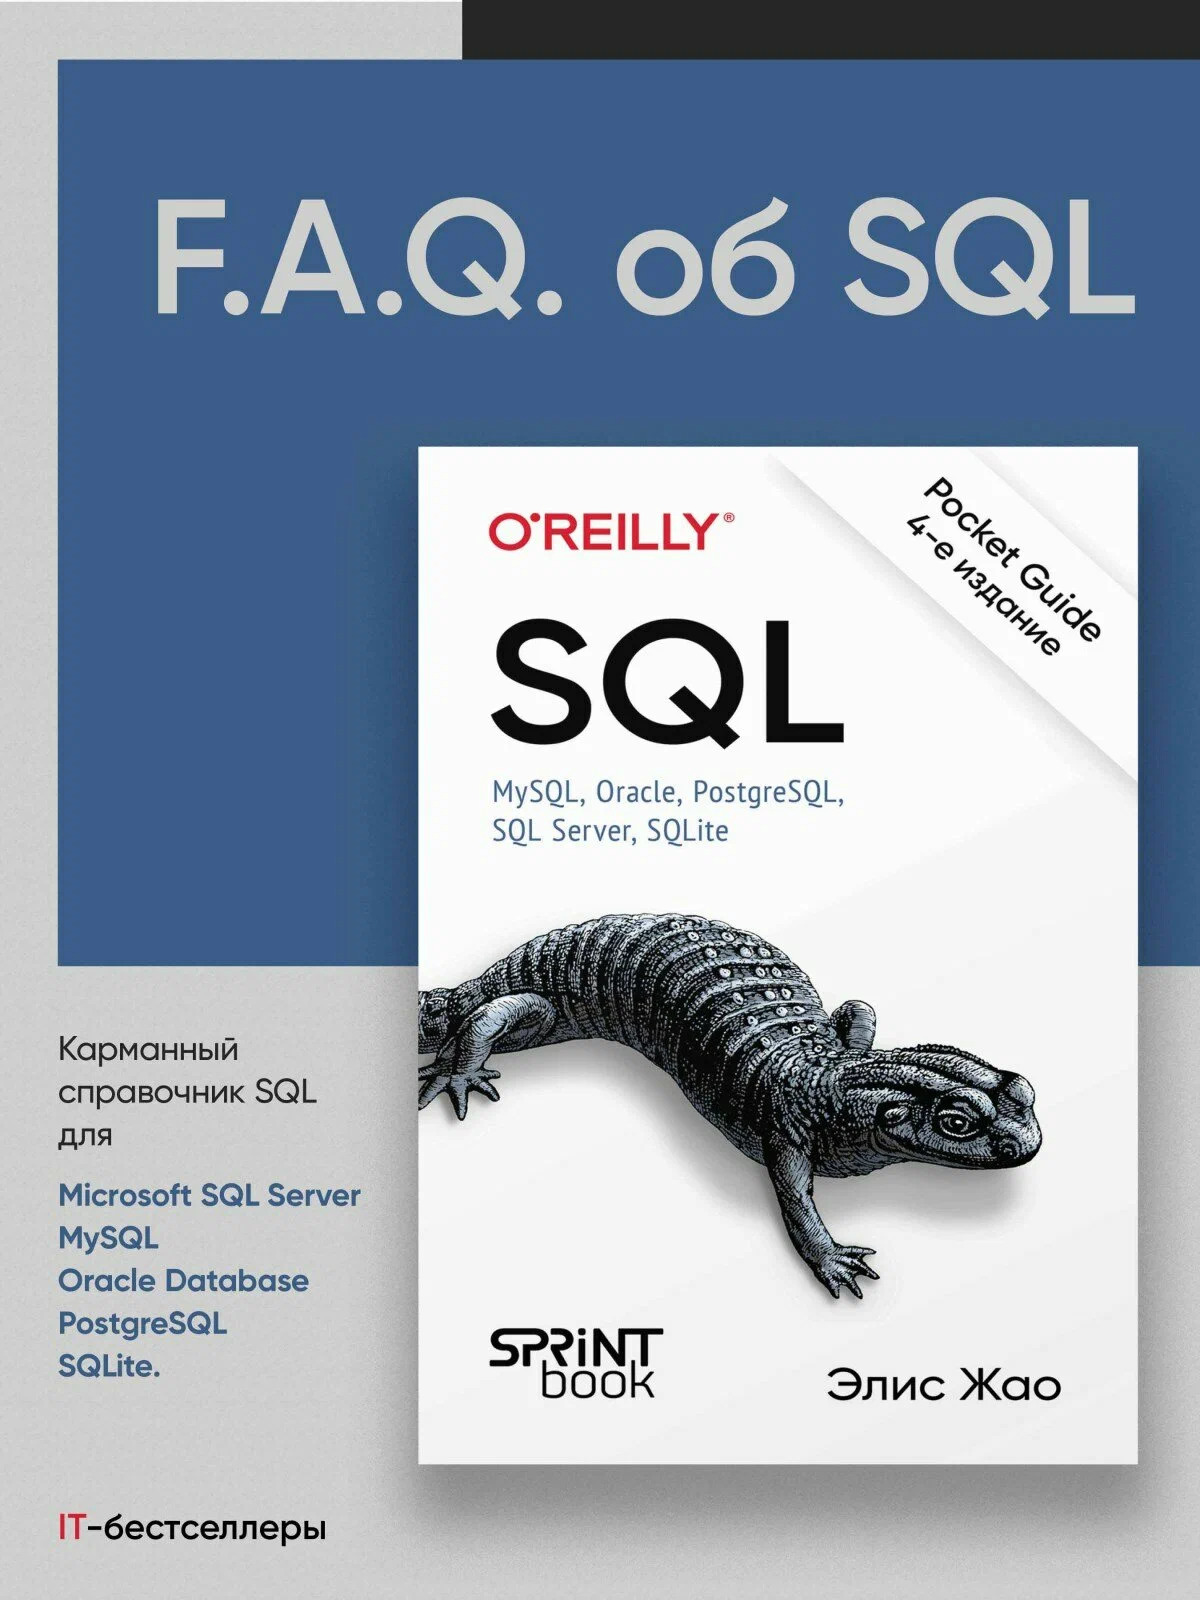 F.A.Q. об SQL
O'REILLY®
Pocket Guide
4-е издание
SQL
MySQL, Oracle, PostgreSQL,
SQL Server, SQLite
Карманный
справочник SQL
для
Microsoft SQL Server
MySQL
Oracle Database
PostgreSQL
SQLite.
SPRiNT
book
Элис Жао
IT-бестселлеры